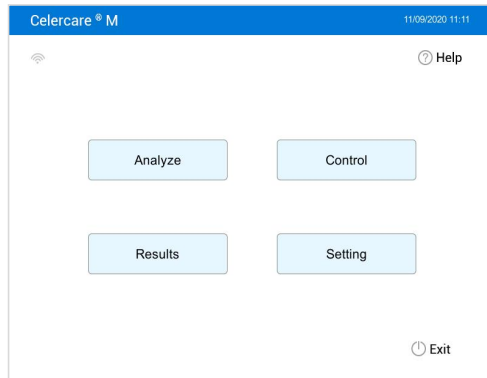 Celercare ® M 11/09/2020 11:11
Help
Analyze Control
Results Setting
Exit